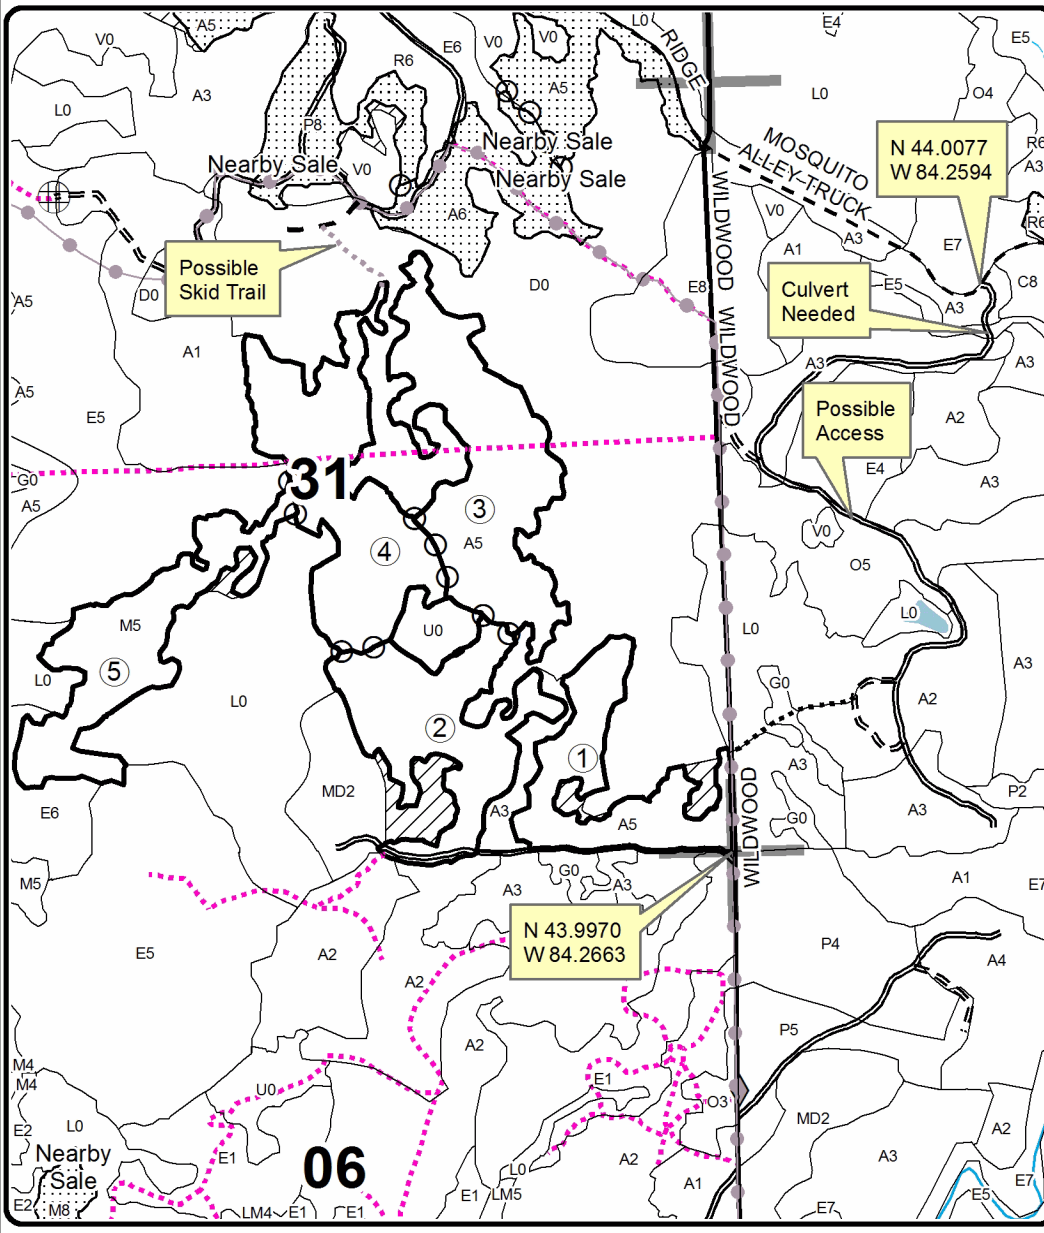 A5
L0
E4
V0
V0
V0
E6
E5
RIDGE
R6
A3
A5
L0
O4
L0
P8
MOSQUITO
ALLEY-TRUCK
N 44.0077
W 84.2594
R6
Nearby Sale
Nearby Sale
V0
A3
Nearby Sale
WILDWOOD
A6
V0
R6
A3
E7
A1
Possible
Skid Trail
D0
D0
E8
E5
C8
Culvert
Needed
A5
A3
WILDWOOD
A1
A3
A3
A5
E5
Possible
Access
A2
E4
G0
31
A3
A5
3
V0
4
A5
O5
L0
M5
U0
L0
A3
5
L0
G0
L0
A2
2
1
A3
MD2
P2
E6
A3
A3
WILDWOOD
G0
A5
G0
A1
M5
A3
A3
E7
N 43.9970
W 84.2663
P4
E5
A2
A4
A2
P5
A2
M4
M4
E1
U0
O3
MD2
L0
E2
A2
Nearby
Sale
E1
06
A2
A3
L0
A1
E7
E1
LM5
E5
E2
M8
LM4
E1
E1
E7